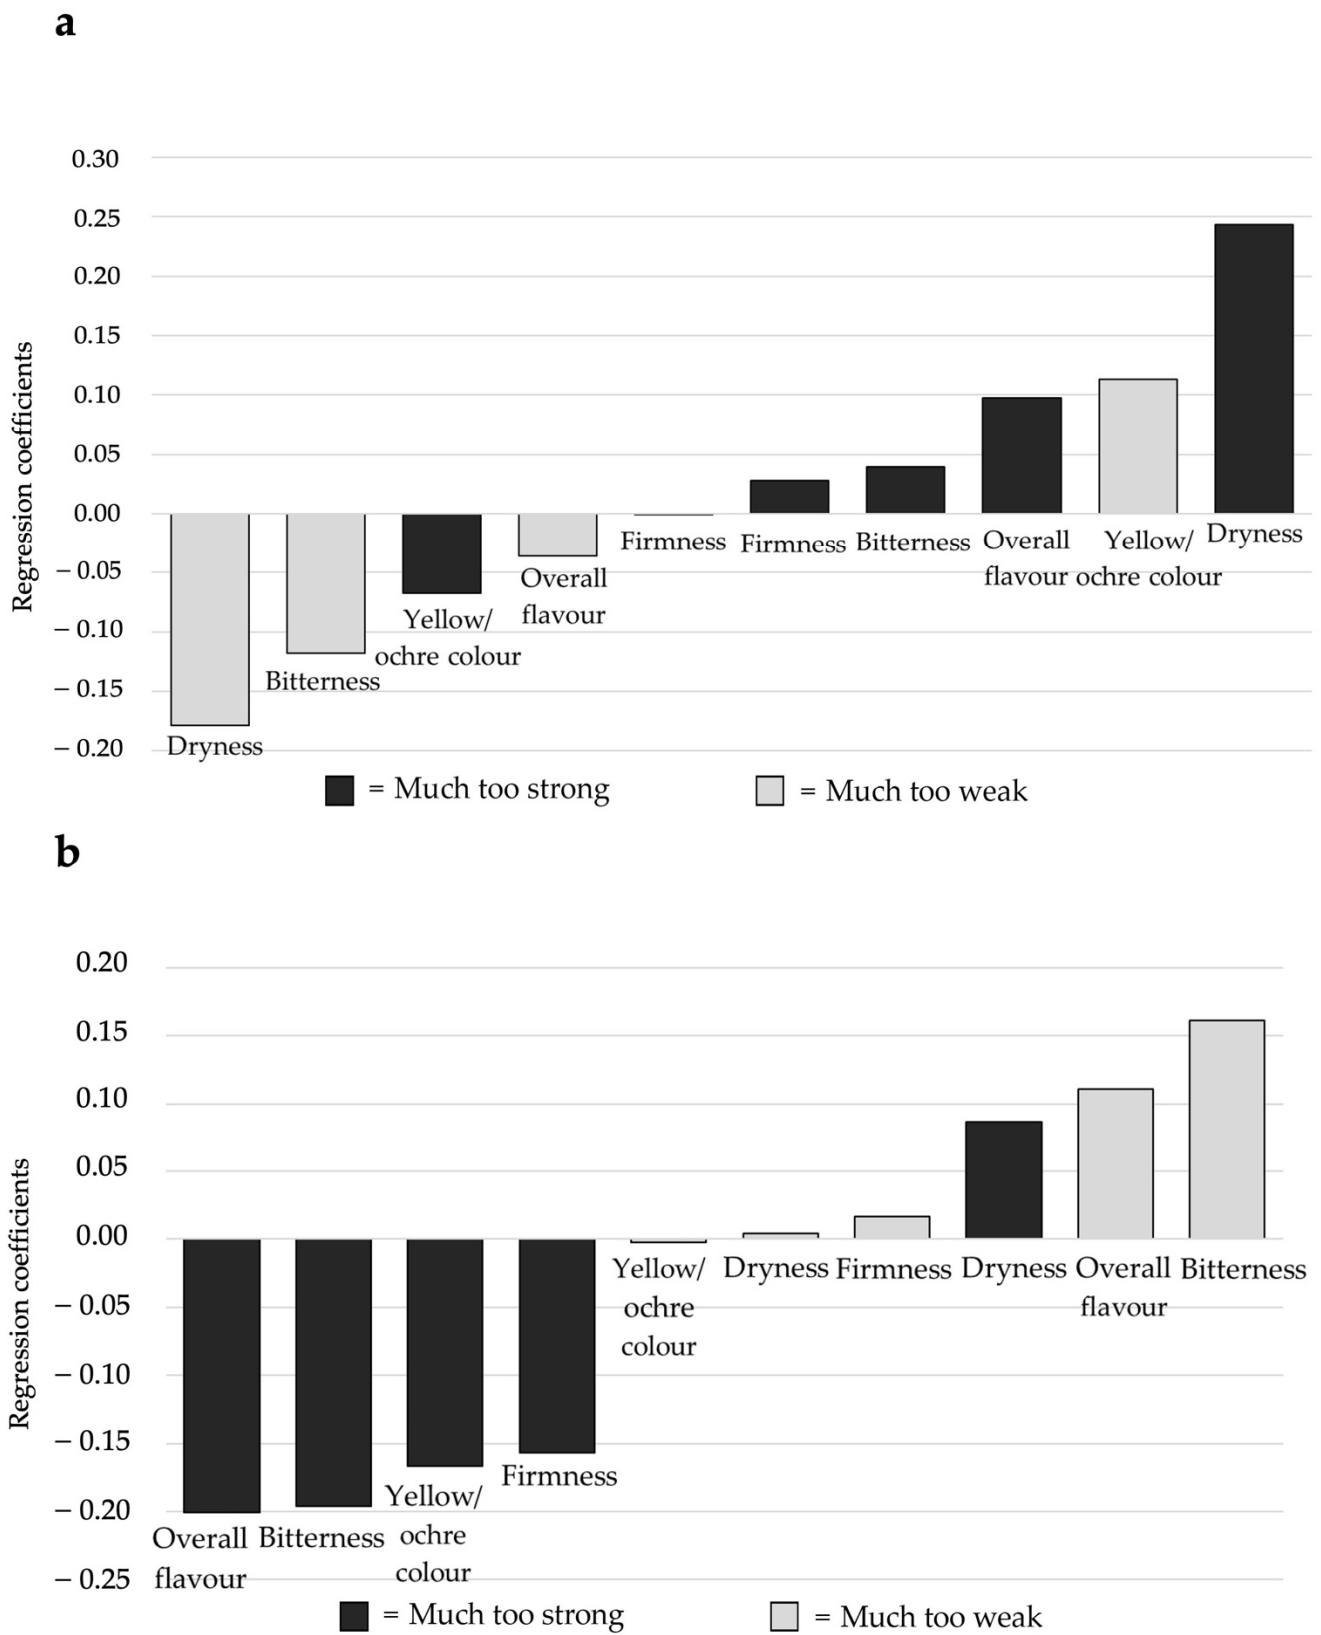 a
0.30
0.25
0.20
0.15
0.10
0.05
0.00
– 0.05
– 0.10
– 0.15
– 0.20
Regression coefficients
Dryness
Bitterness
Yellow/
ochre colour
Overall
flavour
Firmness
Firmness
Bitterness
Overall
flavour
Yellow/
ochre colour
Dryness
= Much too strong
= Much too weak
b
0.20
0.15
0.10
0.05
0.00
– 0.05
– 0.10
– 0.15
– 0.20
– 0.25
Regression coefficients
Overall
flavour
Bitterness
Yellow/
ochre
colour
Firmness
Yellow/
ochre
colour
Dryness
Firmness
Dryness
Overall
flavour
Bitterness
= Much too strong
= Much too weak